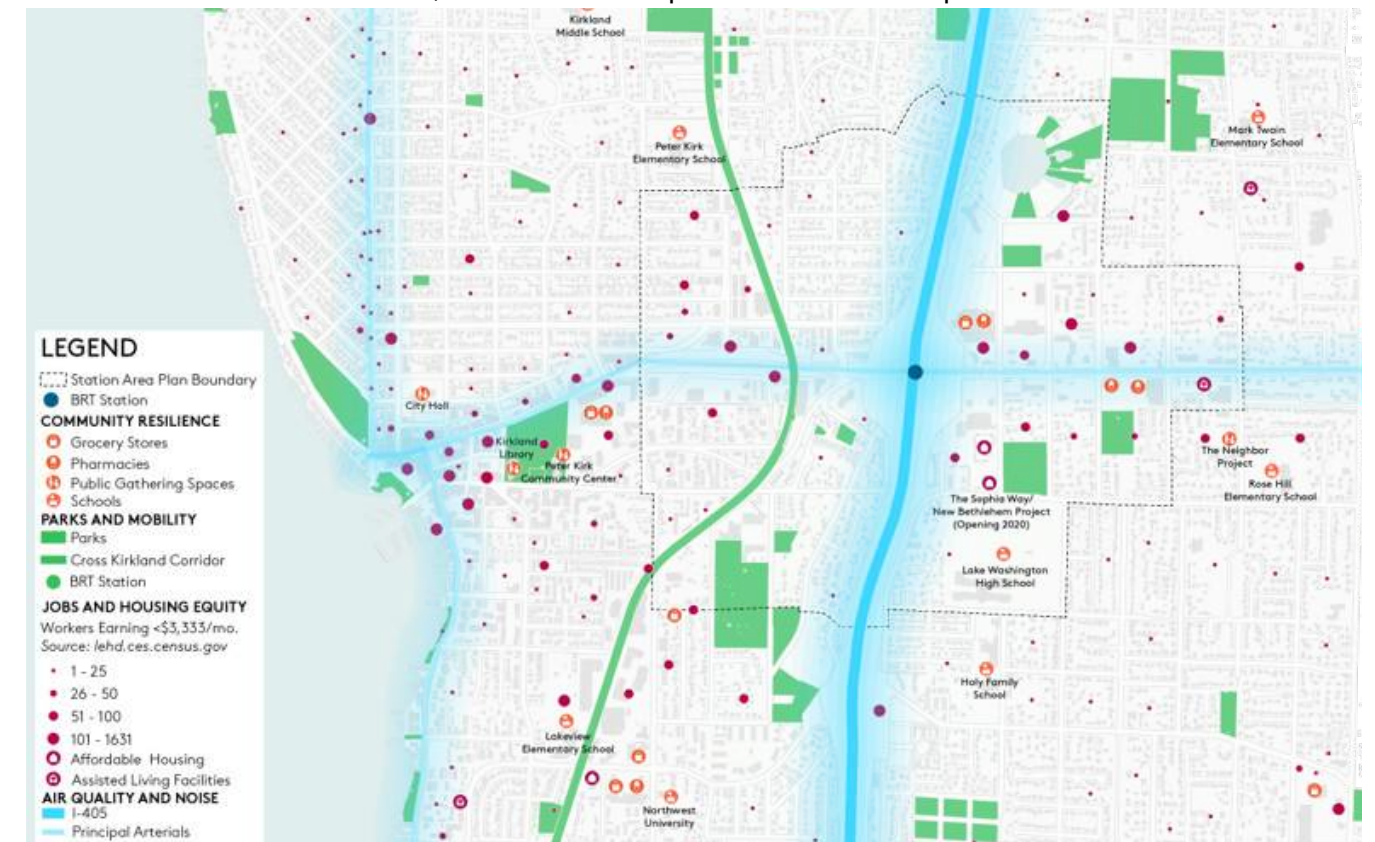 Kirkland
Middle School
Mark Twain
Elementary School
Peter Kirk
Elementary School
LEGEND
Station Area Plan Boundary
BRT Station
COMMUNITY RESILIENCE
Grocery Stores
Pharmacies
Public Gathering Spaces
Schools
PARKS AND MOBILITY
Parks
Cross Kirkland Corridor
BRT Station
JOBS AND HOUSING EQUITY
Workers Earning <$3,333/mo.
Source: lehd.ces.census.gov
1 - 25
26 - 50
51 - 100
101 - 1631
Affordable Housing
Assisted Living Facilities
AIR QUALITY AND NOISE
I-405
Principal Arterials
City Hall
Kirkland
Library
Peter Kirk
Community Center
The Neighbor
Project
Rose Hill
Elementary School
The Sophia Way/
New Bethlehem Project
(Opening 2020)
Lake Washington
High School
Holy Family
School
Lakeview
Elementary School
Northwest
University